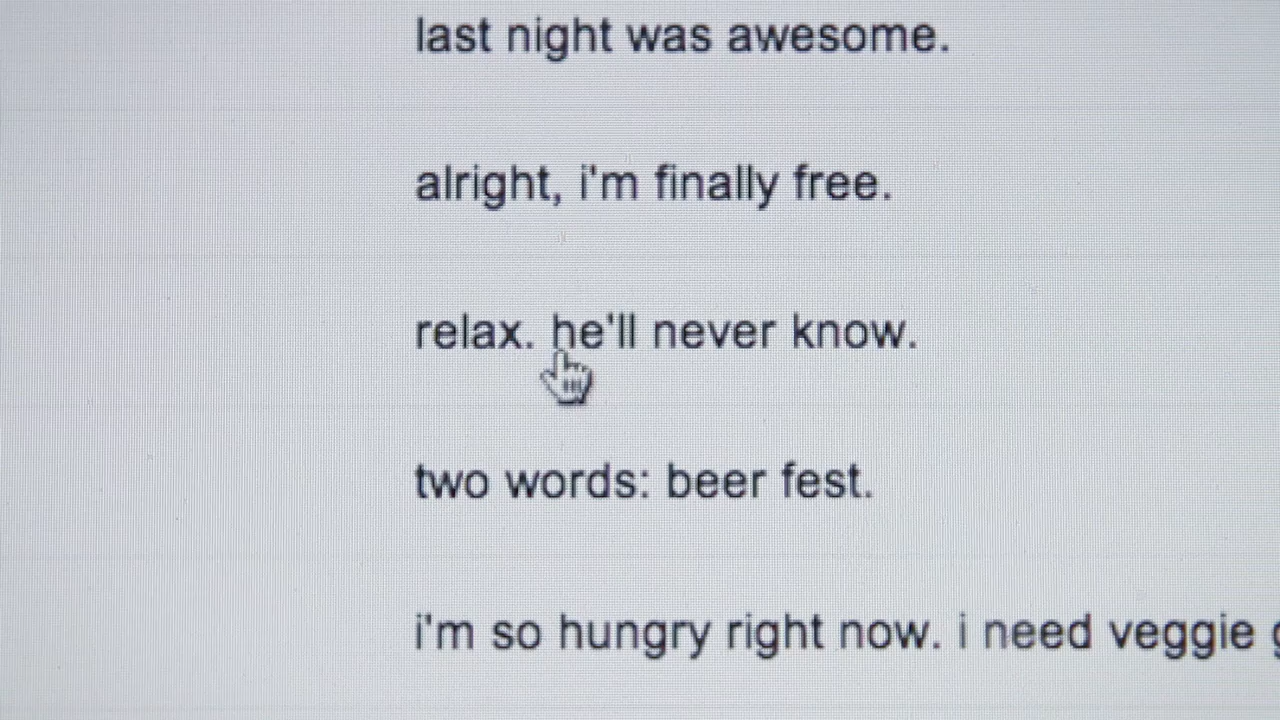 last night was awesome.
alright, i'm finally free.
relax. he'll never know.
two words: beer fest.
i'm so hungry right now. i need veggie